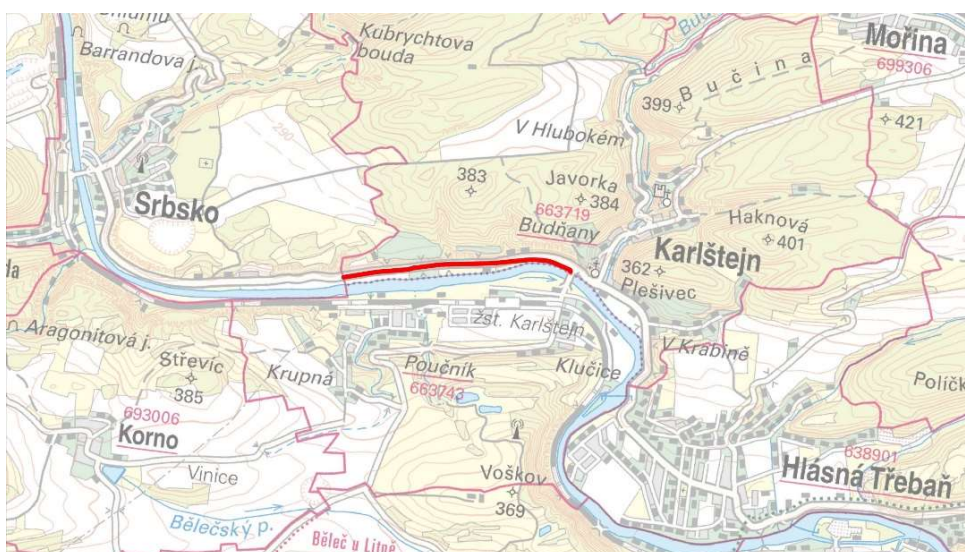 Barrandova j.
Kubrychtova
bouda
Mořina
699306
Bučina
399
421
V Hlubokém
290
383
Javorka
384
663719
Budňany
Srbsko
Haknová
401
Karlštejn
362
Plešivec
žst. Karlštejn
Aragonitová j.
Střevíc
385
Krupná
Poučník
663743
Klučice
V Krabině
693006
Korno
Vinice
638901
Hlásná Třebaň
Voškov
369
Bělečský p.
Běleč u Litně